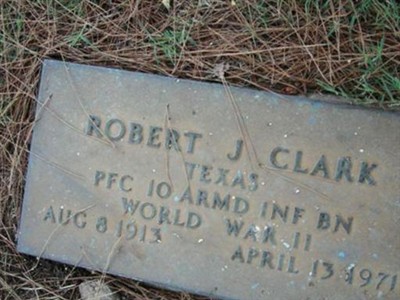 ROBERT J CLARK
TEXAS
PFC 10 ARMD INF BN
WORLD WAR II
AUG 8 1913 APRIL 13 1971